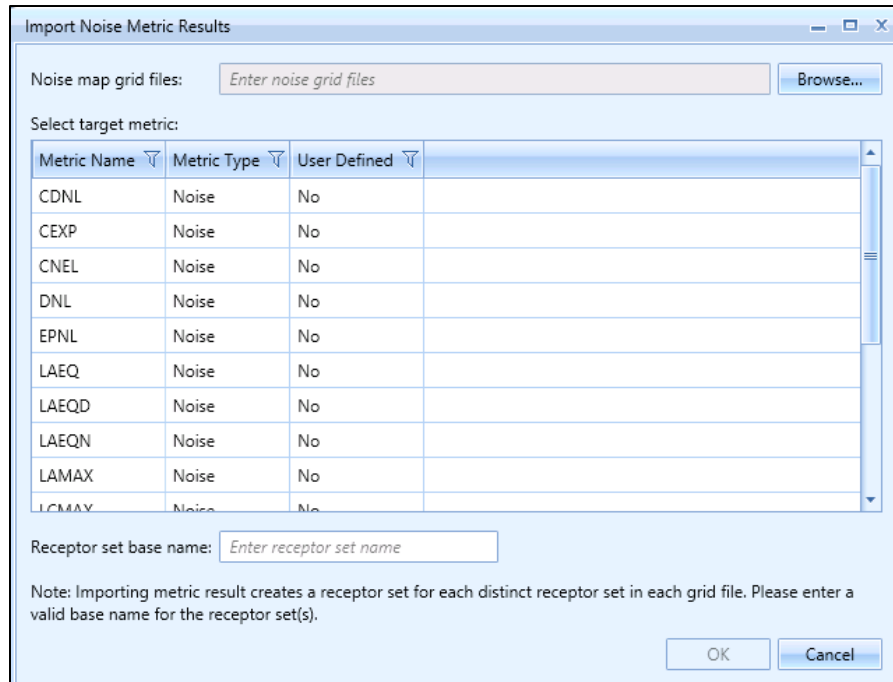 Import Noise Metric Results
Noise map grid files: Enter noise grid files Browse...
Select target metric:
Metric Name Metric Type User Defined
CDNL Noise No
CEXP Noise No
CNEL Noise No
DNL Noise No
EPNL Noise No
LAEQ Noise No
LAEQD Noise No
LAEQN Noise No
LAMAX Noise No
LCMAX Noise No
Receptor set base name: Enter receptor set name
Note: Importing metric result creates a receptor set for each distinct receptor set in each grid file. Please enter a
valid base name for the receptor set(s).
OK Cancel